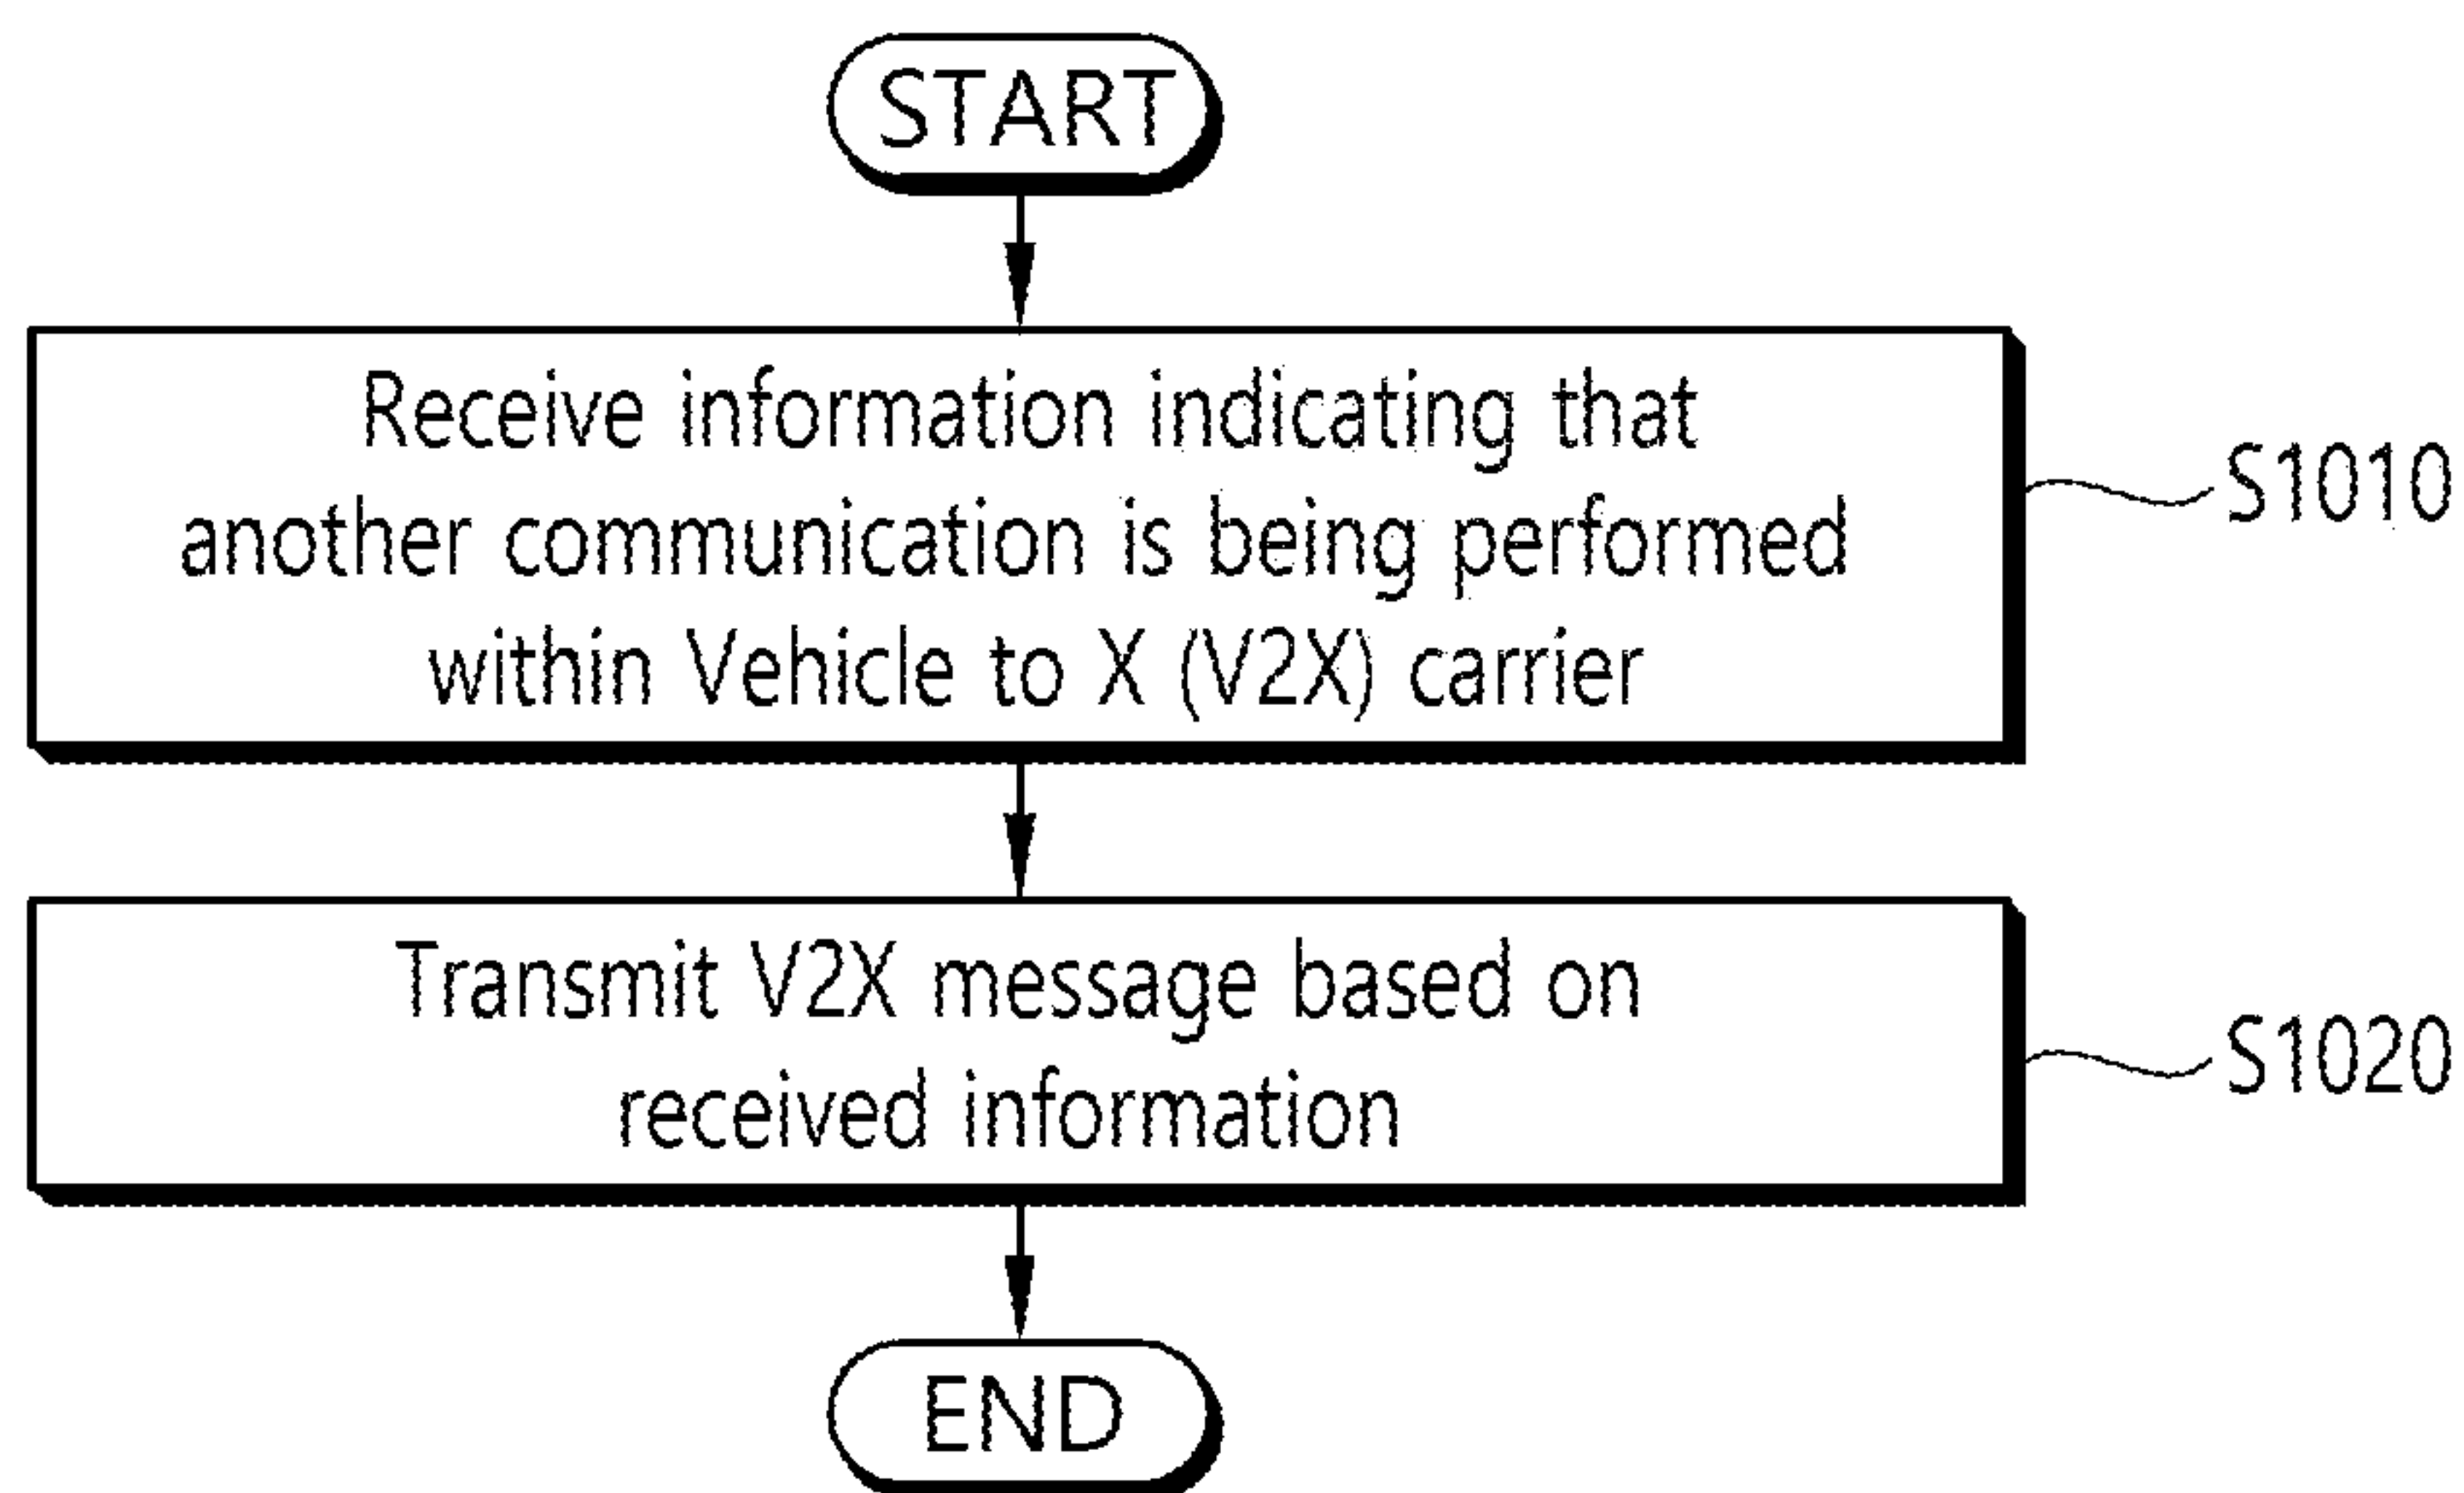 START
Receive information indicating that
another communication is being performed
within Vehicle to X (V2X) carrier
S1010
Transmit V2X message based on
received information
S1020
END